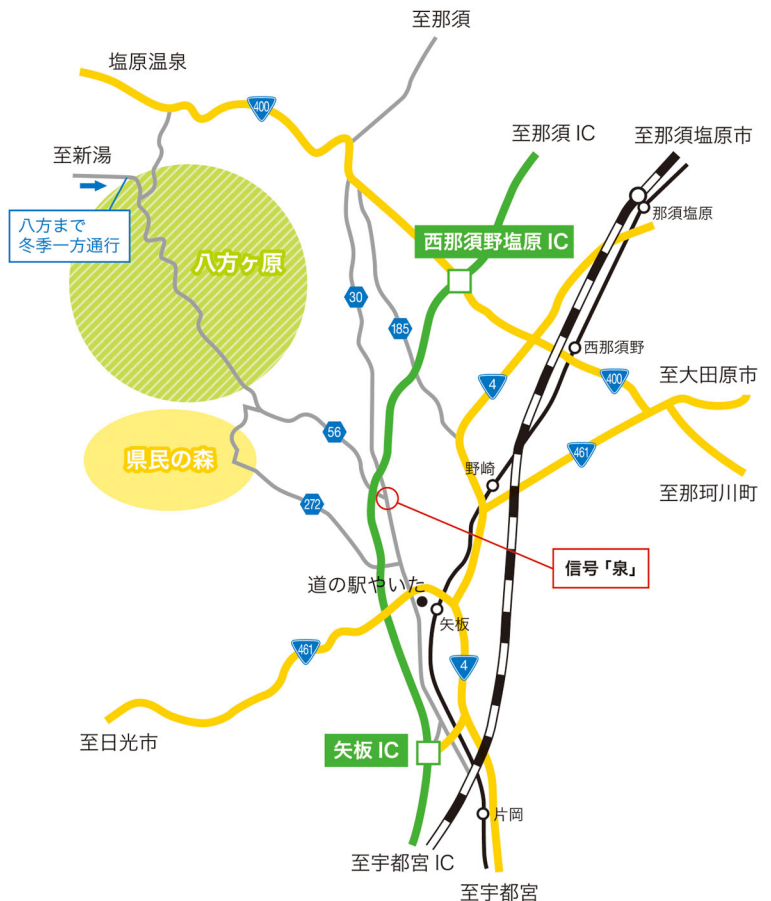 至那須
塩原温泉
400
至那須 IC
至那須塩原市
至新湯
八方まで
冬季一方通行
那須塩原
西那須野塩原 IC
八方ヶ原
30
185
西那須野
4
400
至大田原市
56
461
県民の森
野崎
272
至那珂川町
信号「泉」
道の駅やいた
矢板
461
4
至日光市
矢板 IC
片岡
至宇都宮 IC
至宇都宮